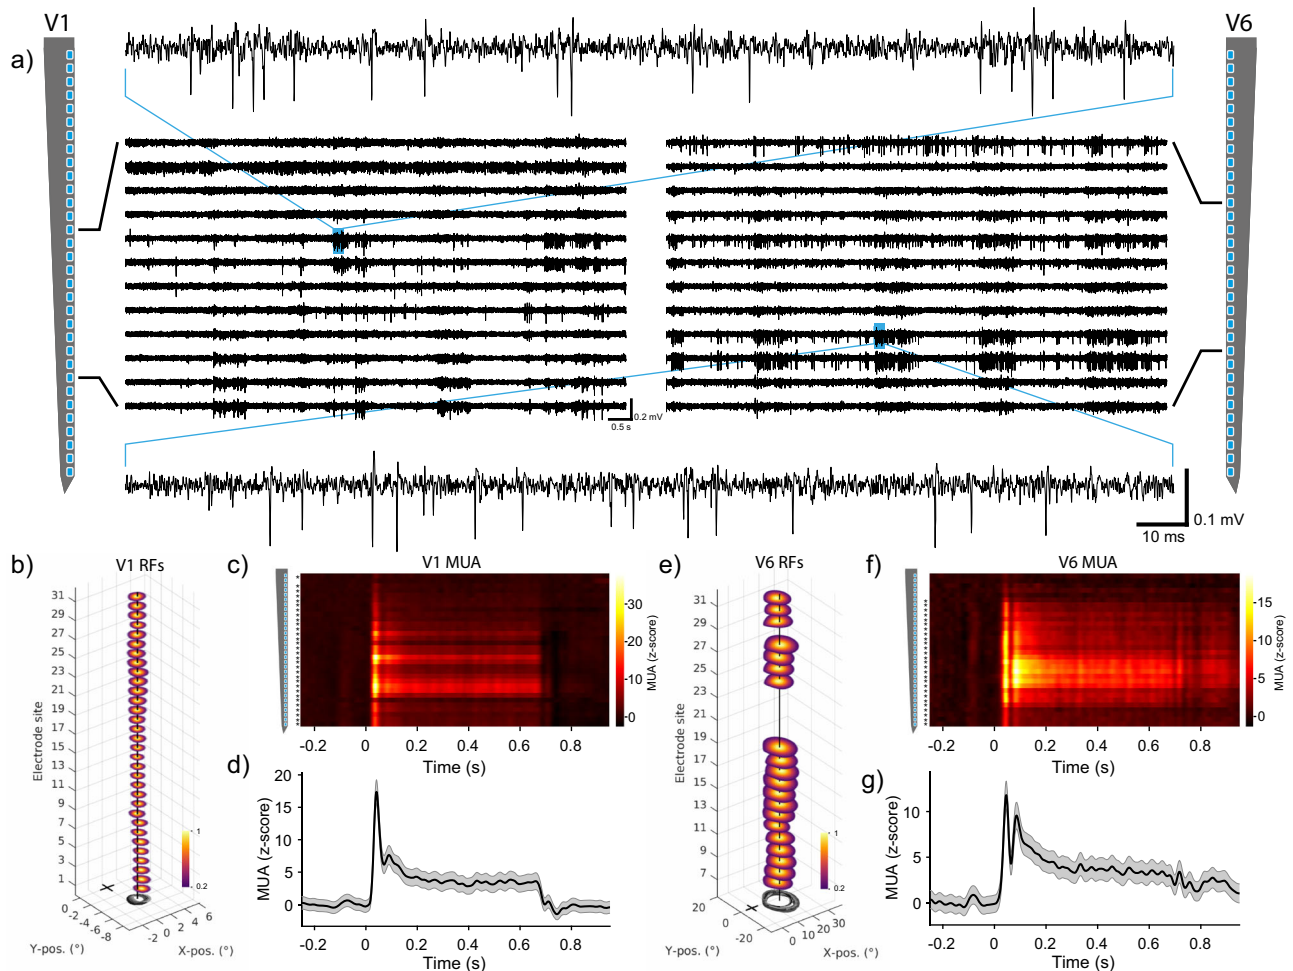 V1
V6
a)
0.2 mV
0.5 s
0.1 mV
10 ms
b)
V1 RFs
Electrode site
31
29
27
25
23
21
19
17
15
13
11
9
7
5
3
1
1
0.2
X
0
-2
-4
-6
-8
Y-pos. (°)
-2
0
2
4
6
X-pos. (°)
c)
V1 MUA
30
20
10
0
MUA (z-score)
-0.2 0 0.2 0.4 0.6 0.8
Time (s)
d)
MUA (z-score)
20
15
10
5
0
-0.2 0 0.2 0.4 0.6 0.8
Time (s)
e)
V6 RFs
Electrode site
31
29
27
25
23
21
19
17
15
13
11
9
7
1
0.2
X
20
0
-20
Y-pos. (°)
0
10
20
30
X-pos. (°)
f)
V6 MUA
15
10
5
0
MUA (z-score)
-0.2 0 0.2 0.4 0.6 0.8
Time (s)
g)
MUA (z-score)
10
5
0
-0.2 0 0.2 0.4 0.6 0.8
Time (s)